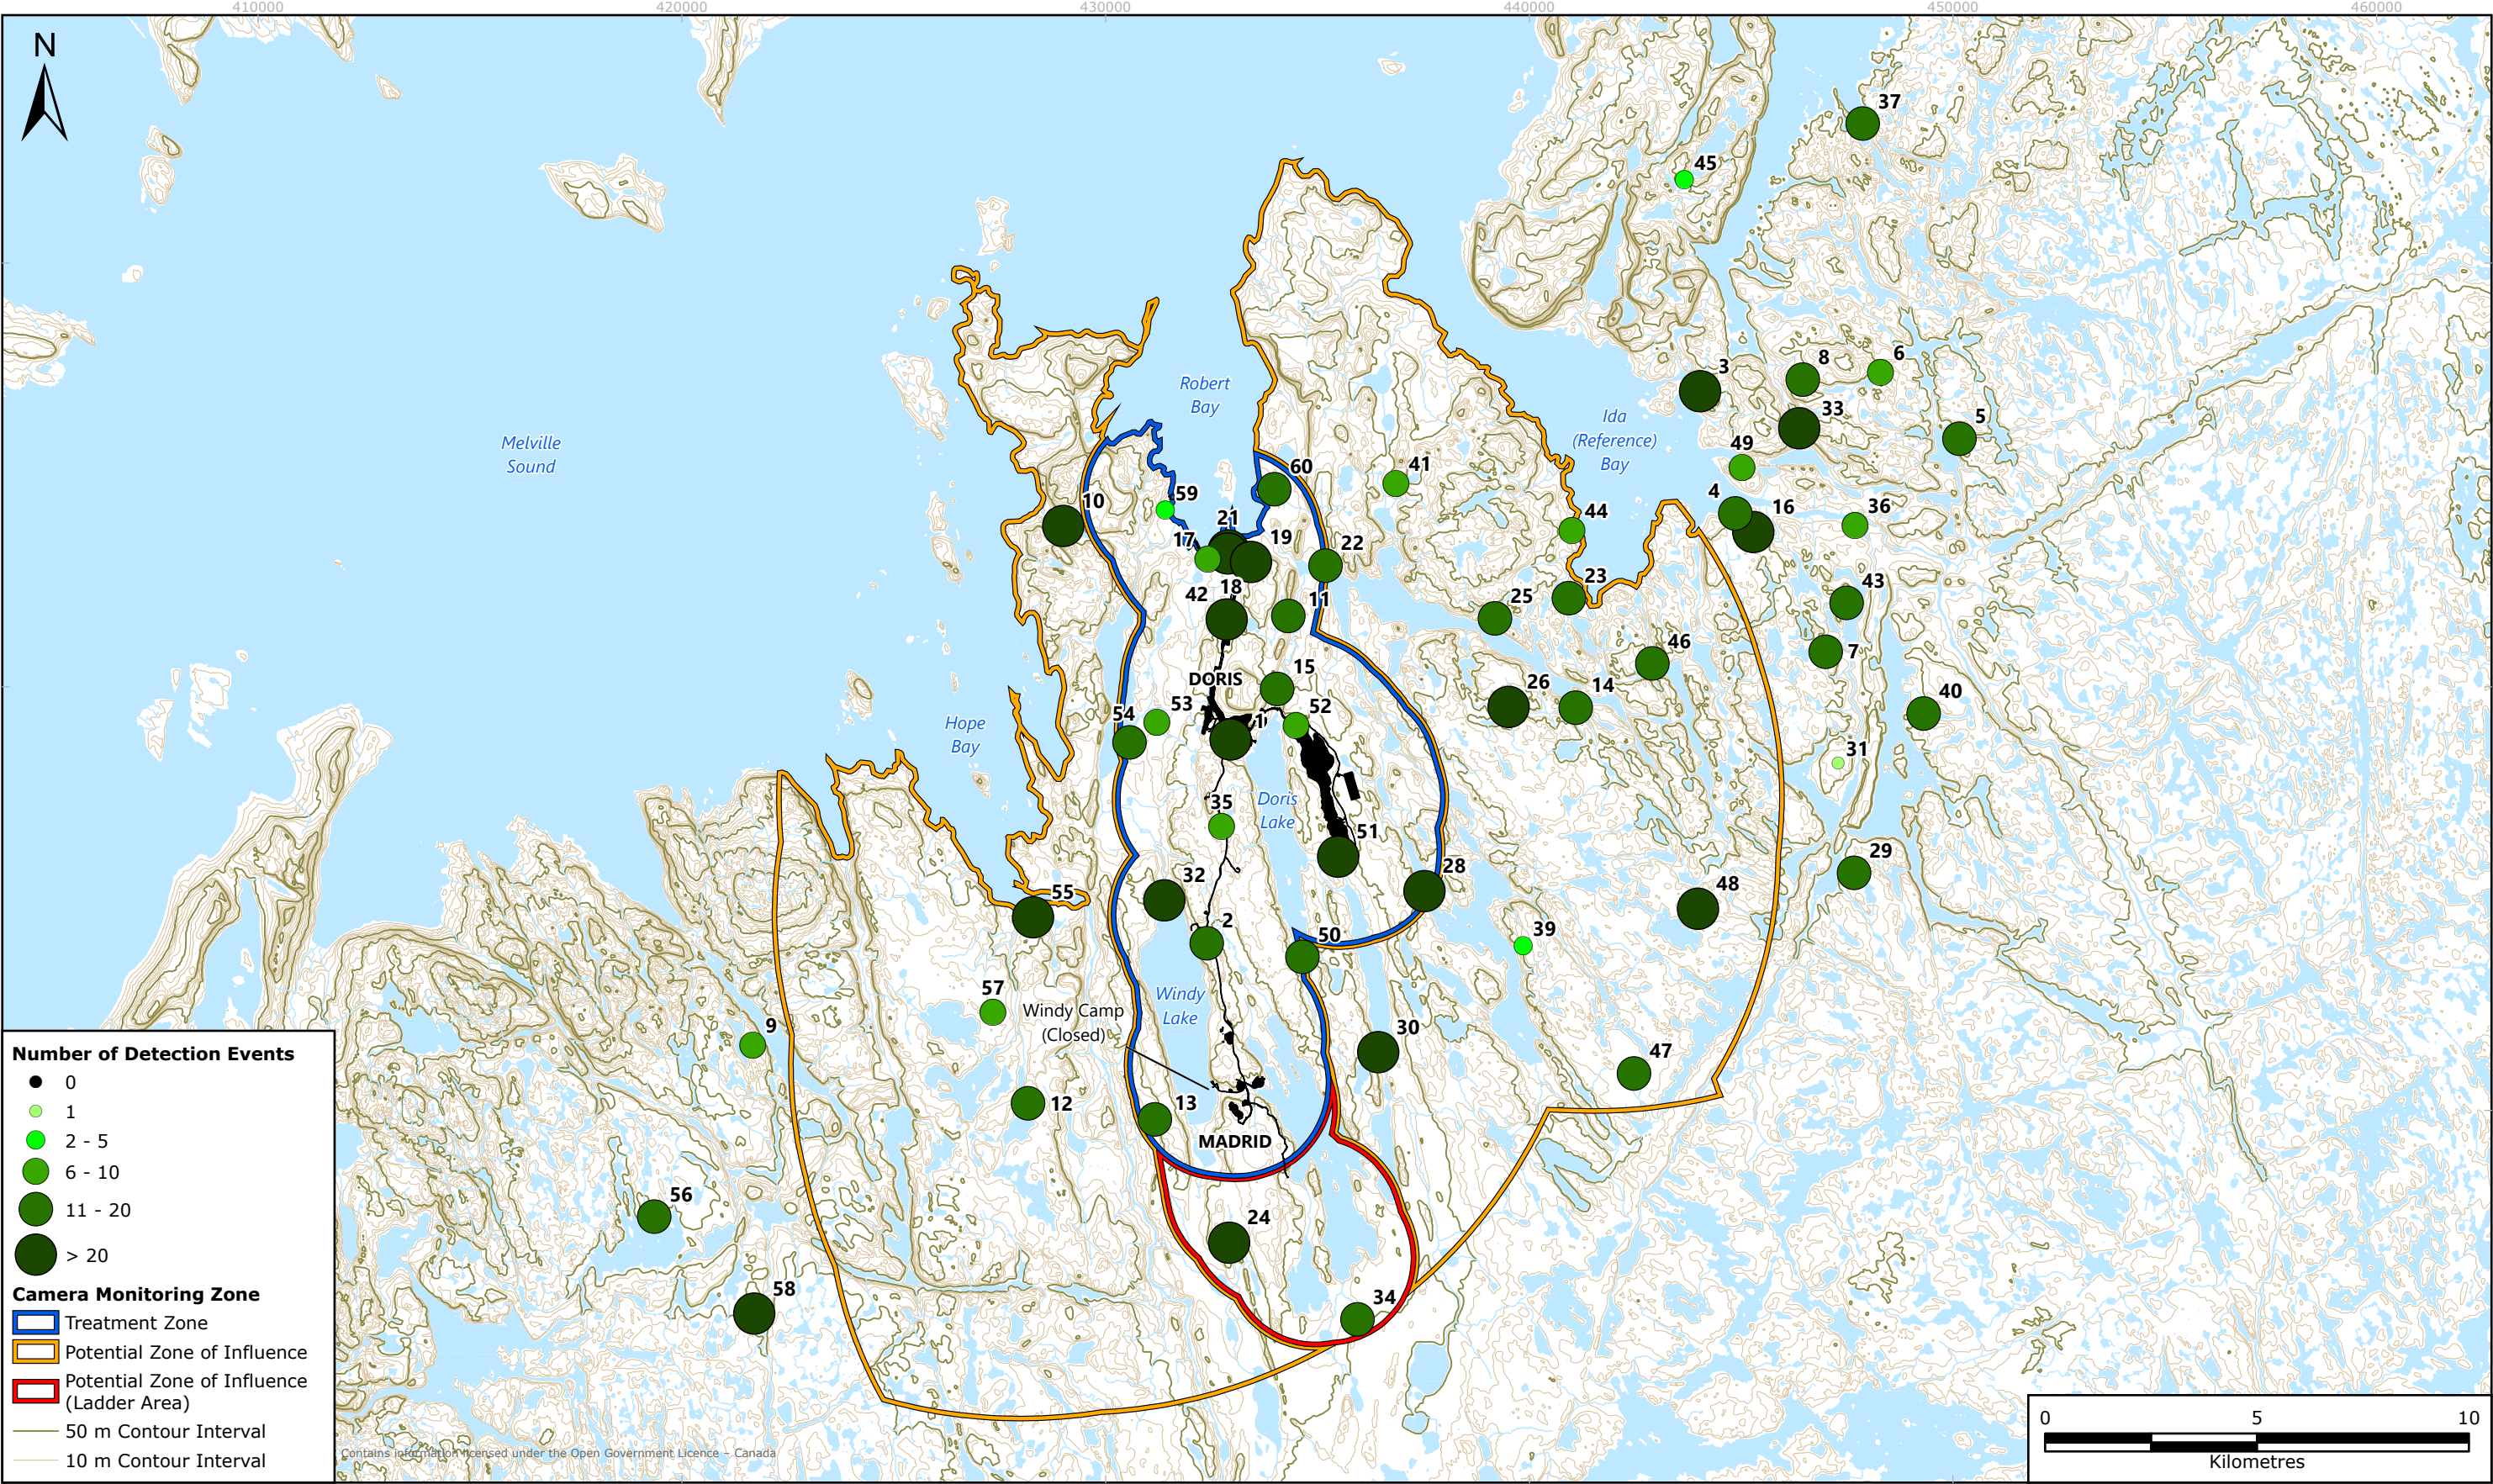 410000 420000 430000 440000 450000 460000
N
37
45
3
8
6
33
5
49
4
16
36
43
7
40
31
29
48
47
Robert
Bay
Ida
(Reference)
Bay
Melville
Sound
10
59
60
41
21
17
19
22
44
42
18
11
25
23
46
DORIS
15
26
14
54
53
1
52
Hope
Bay
35
Doris
Lake
51
28
55
32
2
50
39
57
Windy Camp
(Closed)
Windy
Lake
30
9
12
13
MADRID
56
24
58
34
Number of Detection Events
0
1
2 - 5
6 - 10
11 - 20
> 20
Camera Monitoring Zone
Treatment Zone
Potential Zone of Influence
Potential Zone of Influence
(Ladder Area)
50 m Contour Interval
10 m Contour Interval
Contains information licensed under the Open Government Licence – Canada
0 5 10
Kilometres